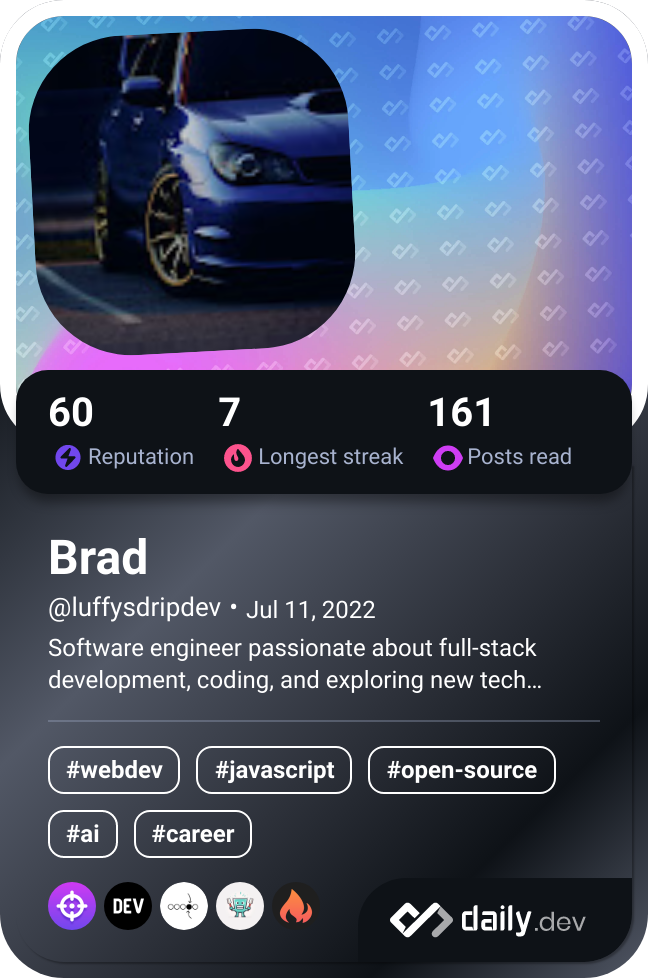 60 7 161
Reputation Longest streak Posts read
Brad
@luffysdripdev • Jul 11, 2022
Software engineer passionate about full-stack
development, coding, and exploring new tech…
#webdev #javascript #open-source
#ai #career
DEV
daily.dev